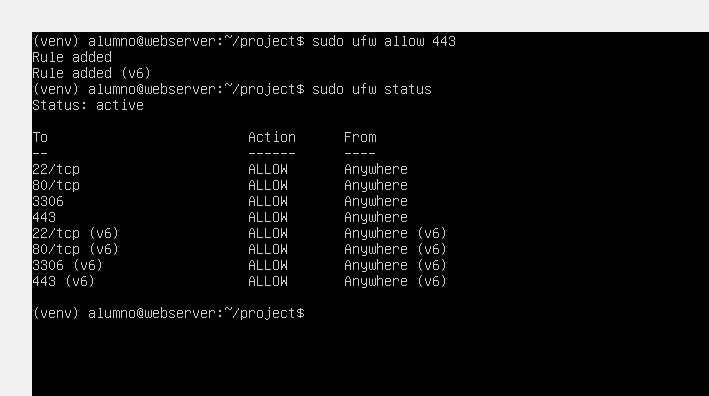 (venv) alumno@webserver:~/project$ sudo ufw allow 443
Rule added
Rule added (v6)
(venv) alumno@webserver:~/project$ sudo ufw status
Status: active

To                         Action      From
--                         ------      ----
22/tcp                     ALLOW       Anywhere
80/tcp                     ALLOW       Anywhere
3306                       ALLOW       Anywhere
443                        ALLOW       Anywhere
22/tcp (v6)                ALLOW       Anywhere (v6)
80/tcp (v6)                ALLOW       Anywhere (v6)
3306 (v6)                  ALLOW       Anywhere (v6)
443 (v6)                   ALLOW       Anywhere (v6)

(venv) alumno@webserver:~/project$